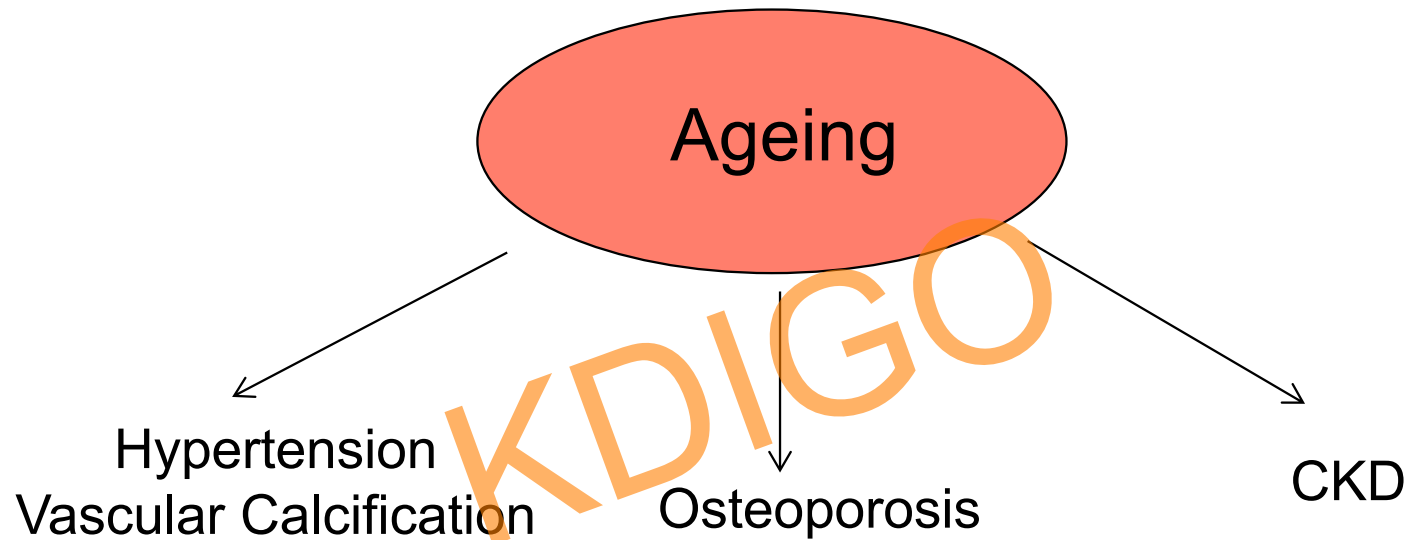 Ageing
KDIGO
Hypertension
Vascular Calcification
Osteoporosis
CKD